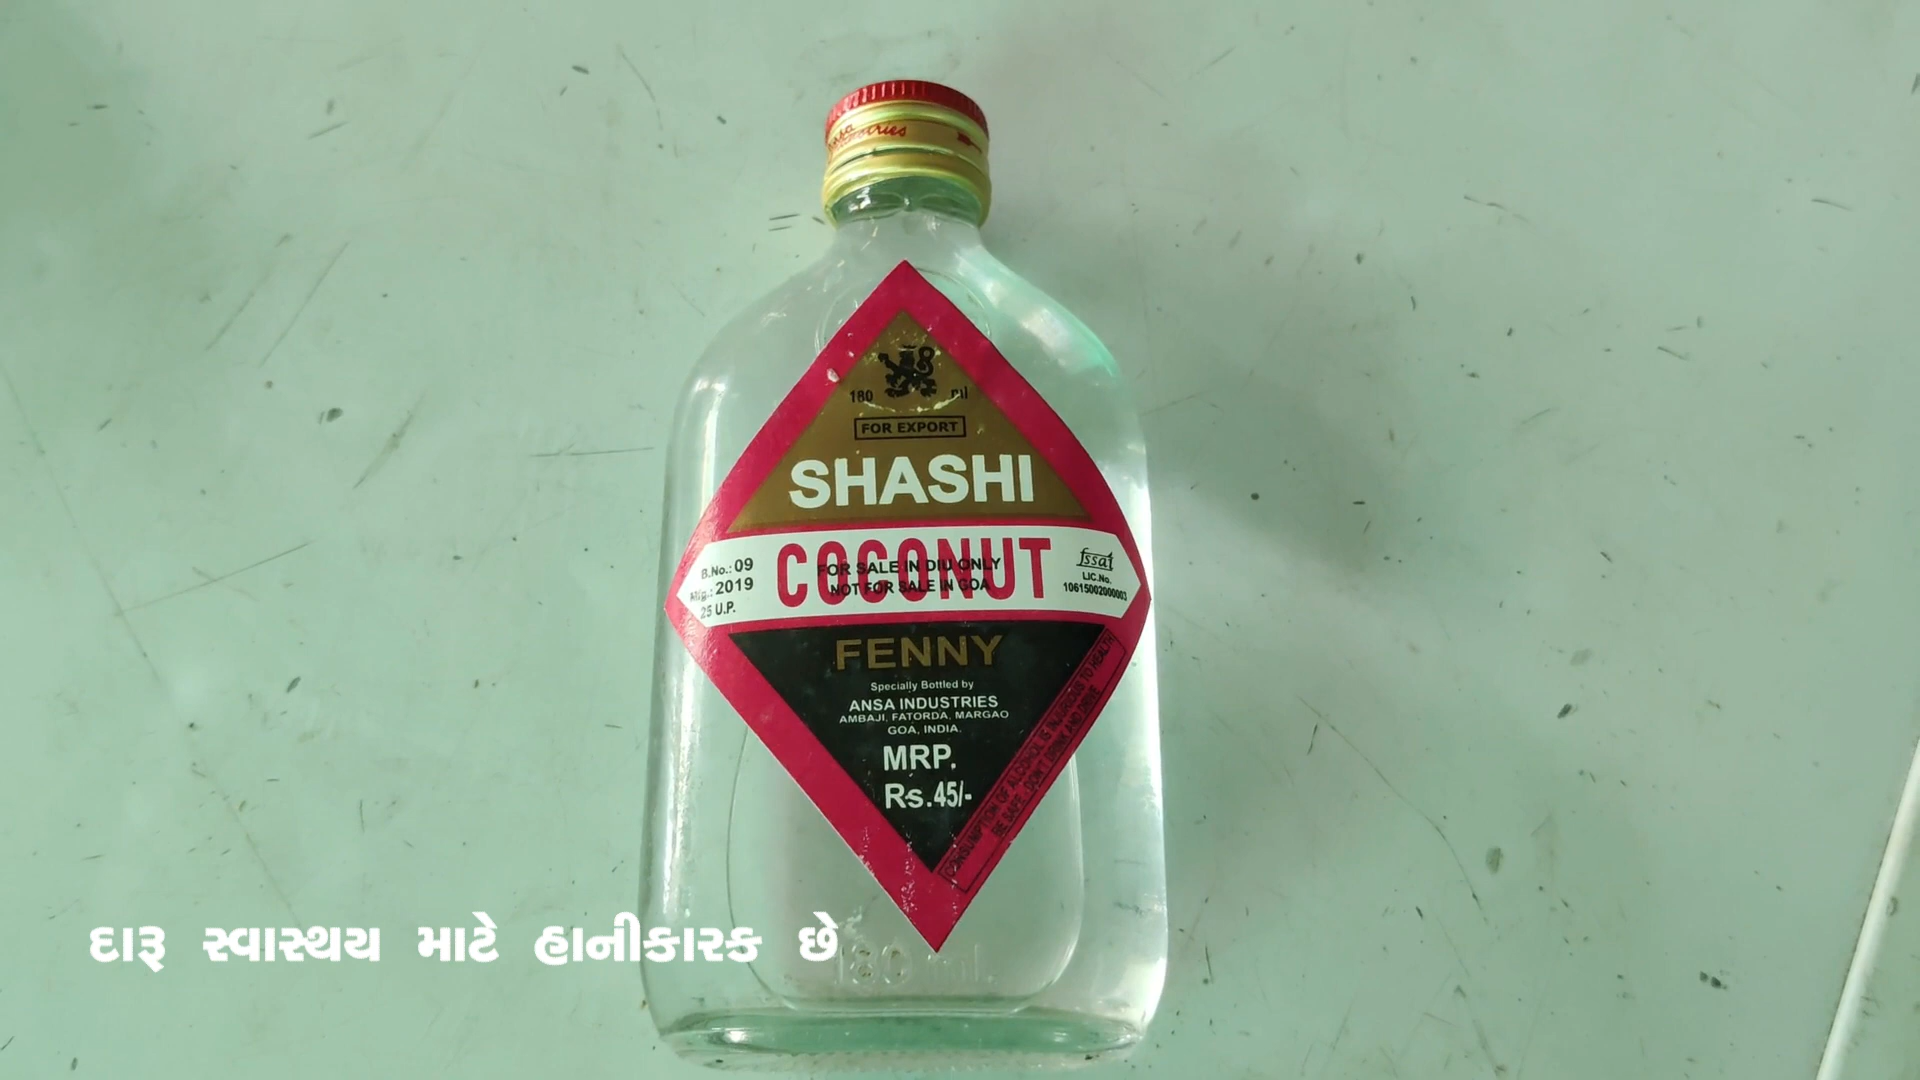 180 ml
FOR EXPORT
SHASHI
COCONUT
FOR SALE IN DIU ONLY
NOT FOR SALE IN GOA
B.No.: 09
Mfg.: 2019
25 U.P.
fssai
LIC.No.
10615002000003
FENNY
Specially Bottled by
ANSA INDUSTRIES
AMBAJI, FATORDA, MARGAO
GOA, INDIA.
MRP.
Rs.45/-
CONSUMPTION OF ALCOHOL IS INJURIOUS TO HEALTH
BE SAFE. DON'T DRINK AND DRIVE
180 ml.
દારૂ સ્વાસ્થય માટે હાનીકારક છે